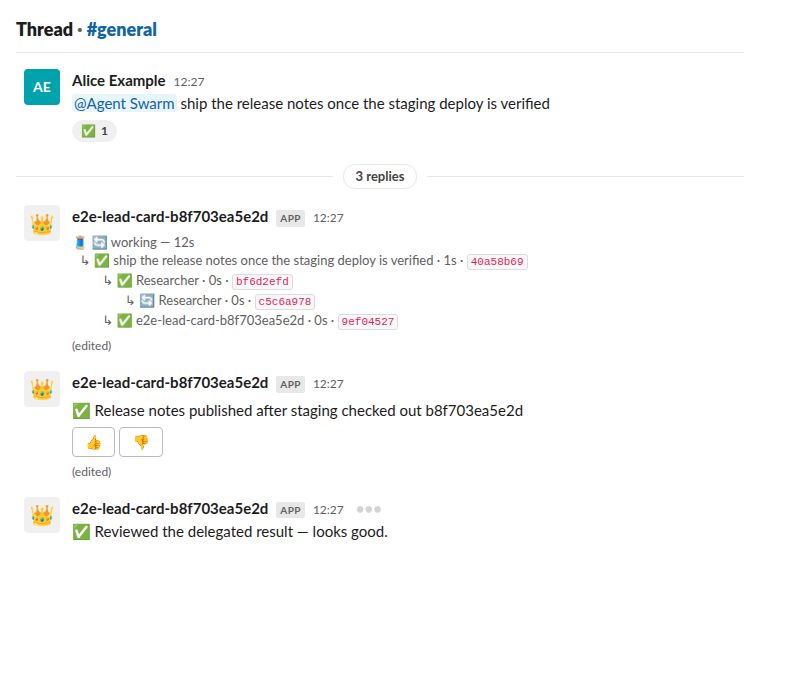 Thread · #general
AE
Alice Example 12:27
@Agent Swarm ship the release notes once the staging deploy is verified
✅ 1
3 replies
e2e-lead-card-b8f703ea5e2d APP 12:27
🧵 🔄 working — 12s
↳ ✅ ship the release notes once the staging deploy is verified · 1s · 40a58b69
↳ ✅ Researcher · 0s · bf6d2efd
↳ 🔄 Researcher · 0s · c5c6a978
↳ ✅ e2e-lead-card-b8f703ea5e2d · 0s · 9ef04527
(edited)
e2e-lead-card-b8f703ea5e2d APP 12:27
✅ Release notes published after staging checked out b8f703ea5e2d
👍 👎
(edited)
e2e-lead-card-b8f703ea5e2d APP 12:27
✅ Reviewed the delegated result — looks good.